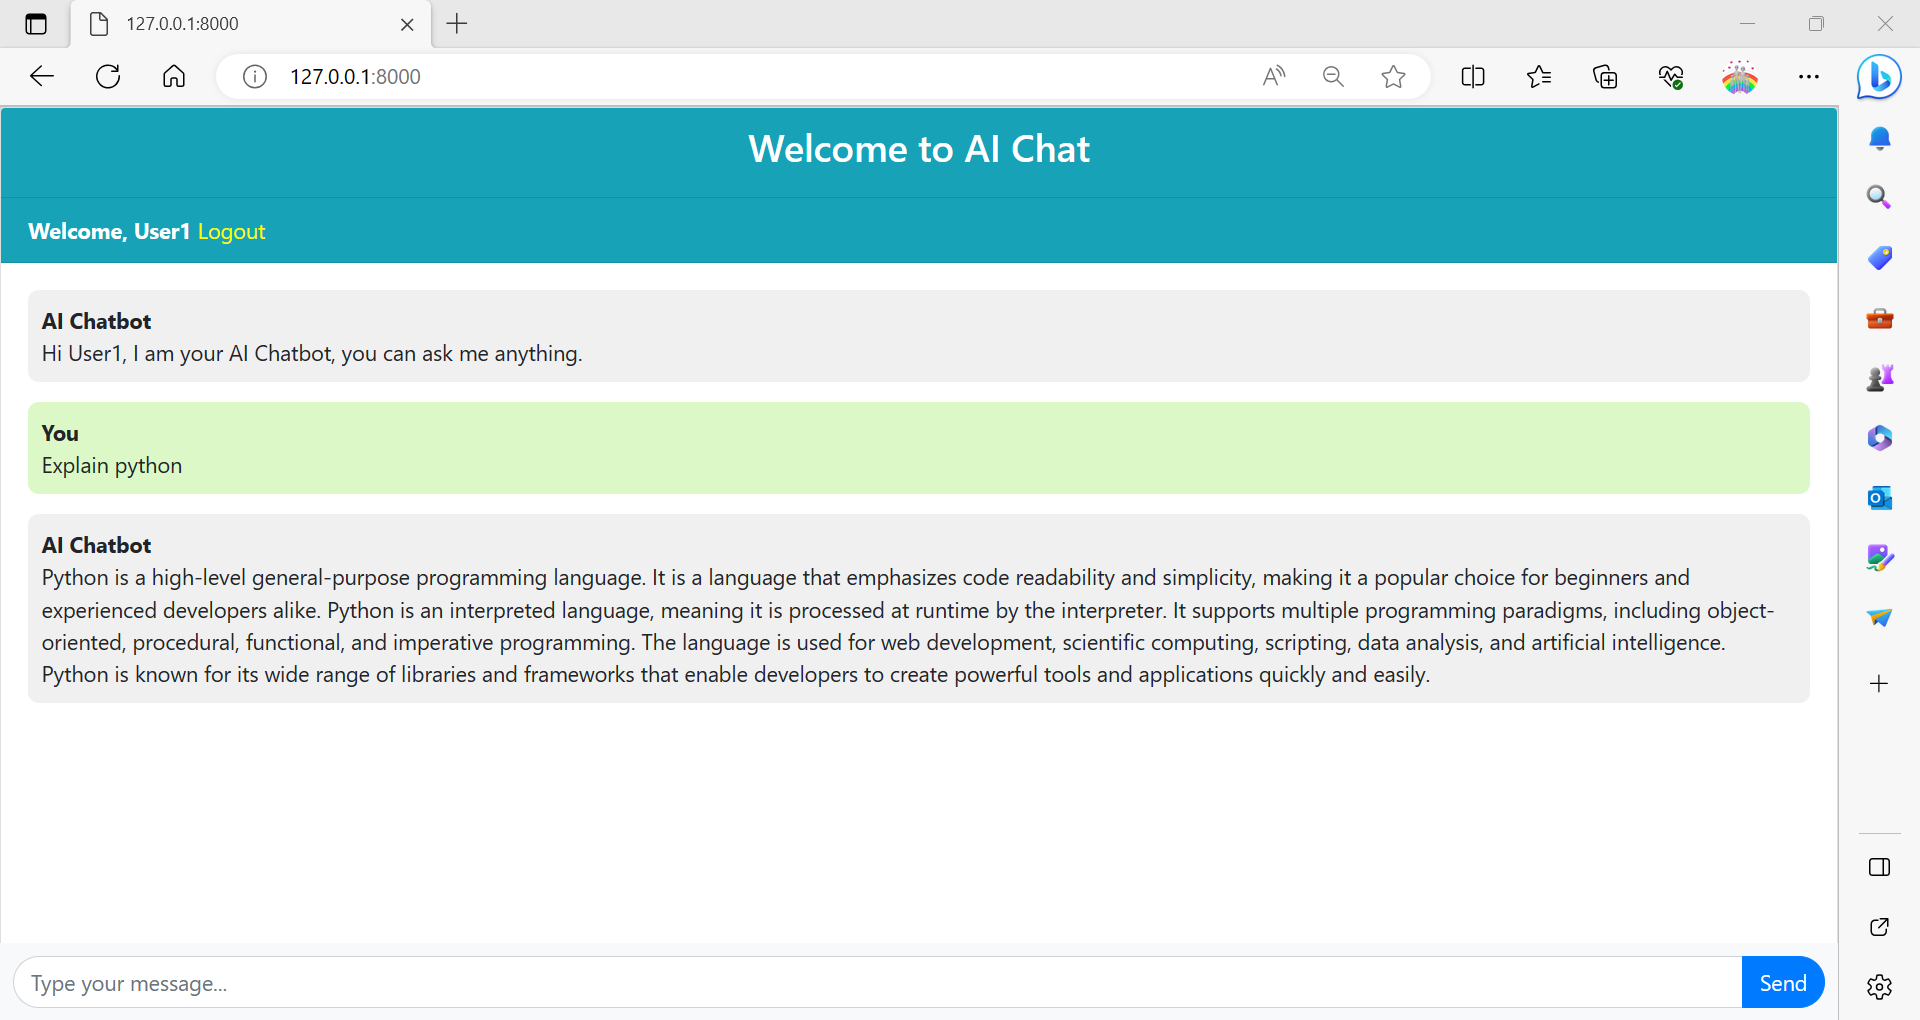 127.0.0.1:8000
127.0.0.1:8000
Welcome to AI Chat
Welcome, User1 Logout
AI Chatbot
Hi User1, I am your AI Chatbot, you can ask me anything.
You
Explain python
AI Chatbot
Python is a high-level general-purpose programming language. It is a language that emphasizes code readability and simplicity, making it a popular choice for beginners and
experienced developers alike. Python is an interpreted language, meaning it is processed at runtime by the interpreter. It supports multiple programming paradigms, including object-
oriented, procedural, functional, and imperative programming. The language is used for web development, scientific computing, scripting, data analysis, and artificial intelligence.
Python is known for its wide range of libraries and frameworks that enable developers to create powerful tools and applications quickly and easily.
Type your message...
Send